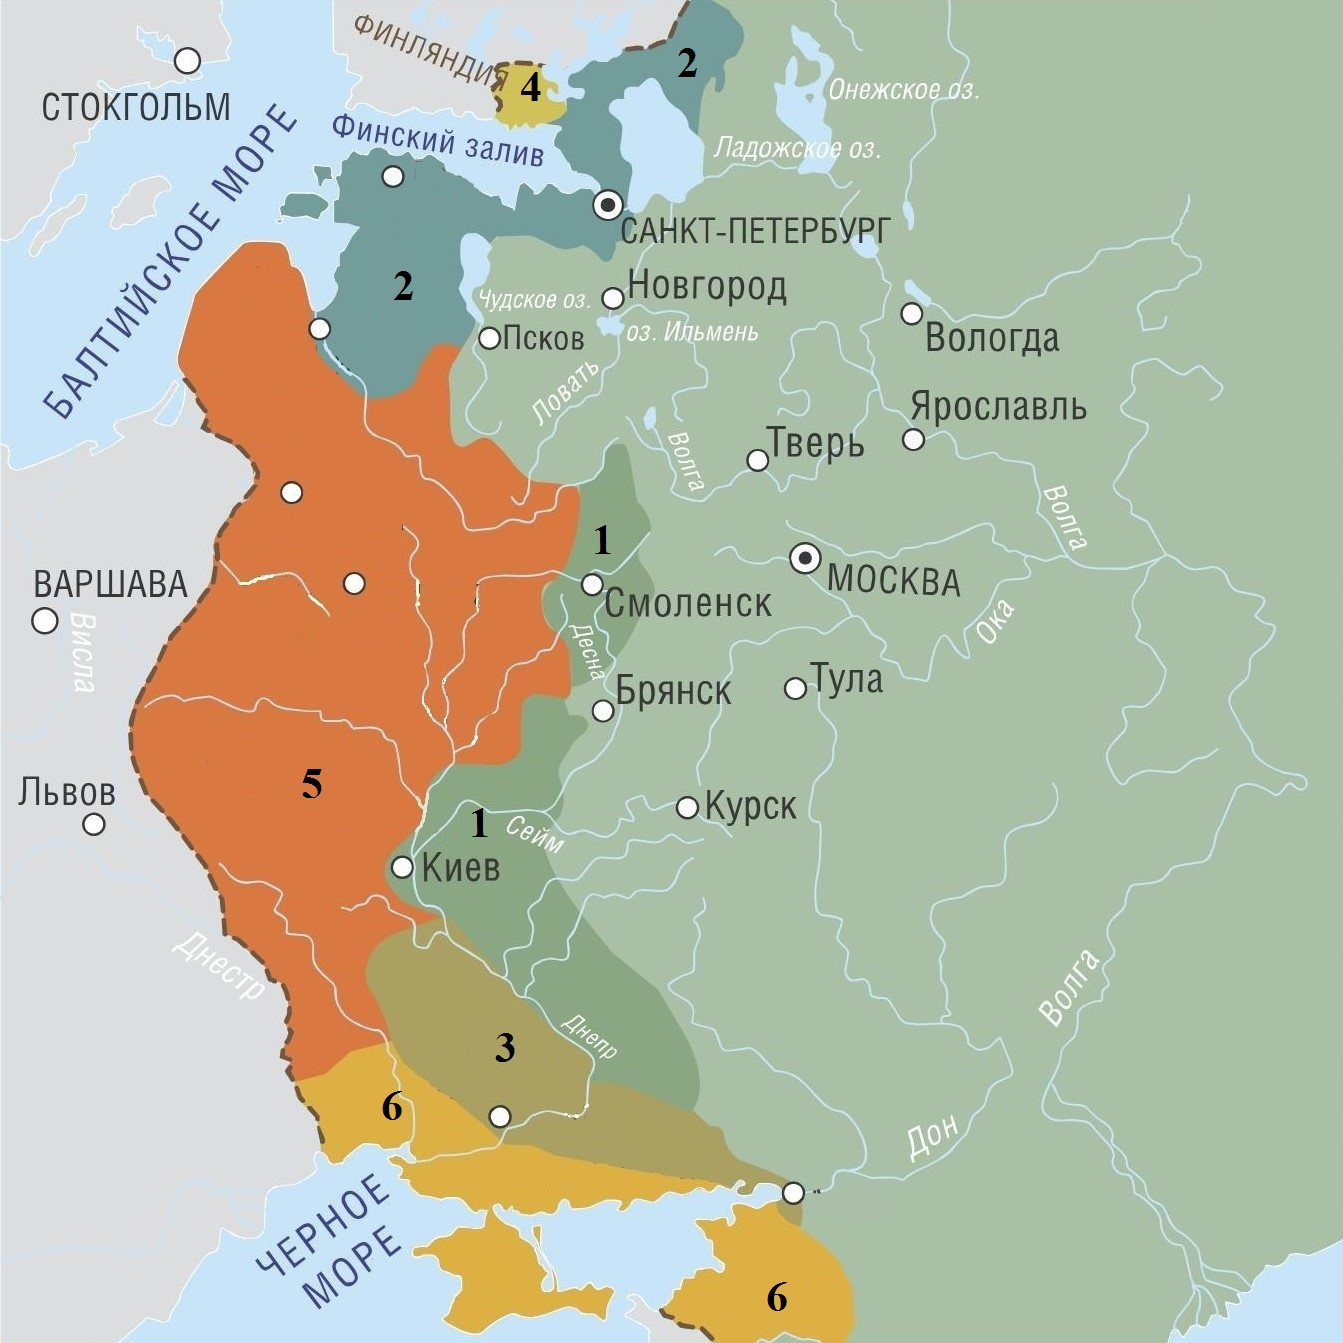 ФИНЛЯНДИЯ
2
4
СТОКГОЛЬМ
Онежское оз.
Финский залив
Ладожское оз.
БАЛТИЙСКОЕ МОРЕ
САНКТ-ПЕТЕРБУРГ
2
Новгород
Чудское оз.
Псков
оз. Ильмень
Вологда
Ловать
Ярославль
Волга
Тверь
Волга
1
ВАРШАВА
МОСКВА
Смоленск
Висла
Десна
Ока
Брянск
Тула
5
Львов
1
Сейм
Курск
Киев
Днестр
3
Днепр
Волга
6
Дон
ЧЕРНОЕ
МОРЕ
6